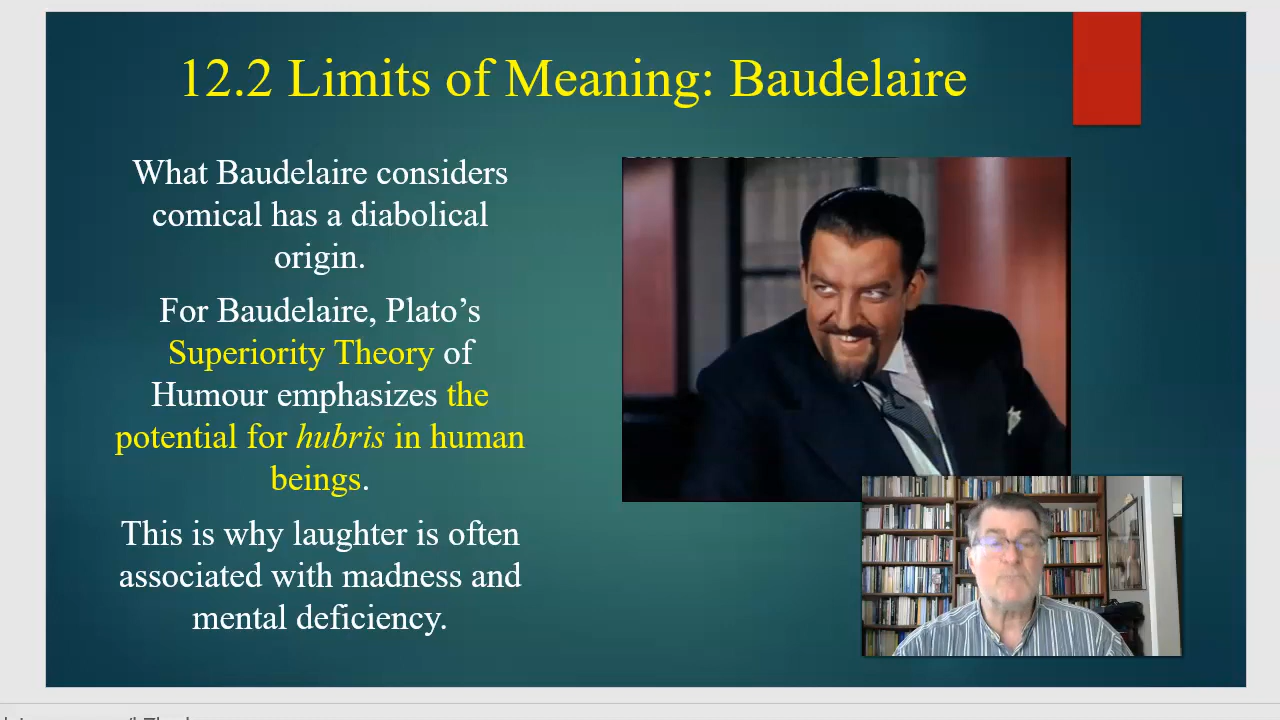 12.2 Limits of Meaning: Baudelaire
What Baudelaire considers
comical has a diabolical
origin.
For Baudelaire, Plato’s
Superiority Theory of
Humour emphasizes the
potential for hubris in human
beings.
This is why laughter is often
associated with madness and
mental deficiency.